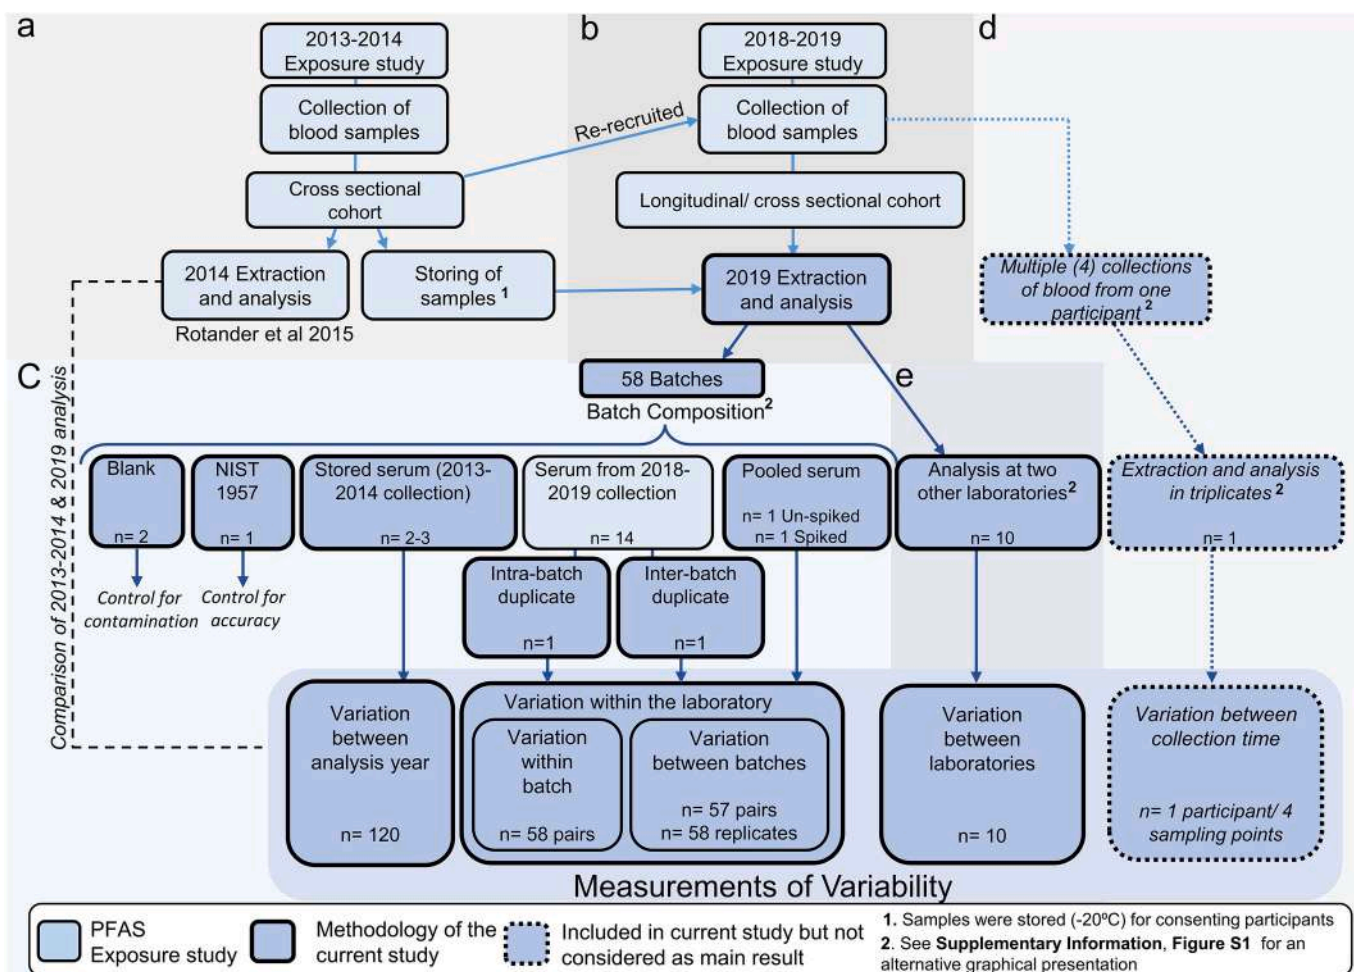 a
2013-2014
Exposure study
Collection of
blood samples
Cross sectional
cohort
2014 Extraction
and analysis
Rotander et al 2015
Storing of
samples 1
Re-recruited
b
2018-2019
Exposure study
Collection of
blood samples
Longitudinal/ cross sectional cohort
2019 Extraction
and analysis
d
Multiple (4) collections
of blood from one
participant 2
C
Comparison of 2013-2014 & 2019 analysis
58 Batches
Batch Composition2
Blank
n= 2
Control for
contamination
NIST
1957
n= 1
Control for
accuracy
Stored serum (2013-
2014 collection)
n= 2-3
Serum from 2018-
2019 collection
n= 14
Intra-batch
duplicate
n=1
Inter-batch
duplicate
n=1
Pooled serum
n= 1 Un-spiked
n= 1 Spiked
e
Analysis at two
other laboratories2
n= 10
Extraction and analysis
in triplicates 2
n= 1
Variation
between
analysis year
n= 120
Variation within the laboratory
Variation
within
batch
n= 58 pairs
Variation
between batches
n= 57 pairs
n= 58 replicates
Variation
between
laboratories
n= 10
Variation between
collection time
n= 1 participant/ 4
sampling points
Measurements of Variability
PFAS
Exposure study
Methodology of the
current study
Included in current study but not
considered as main result
1. Samples were stored (-20ºC) for consenting participants
2. See Supplementary Information, Figure S1 for an
alternative graphical presentation